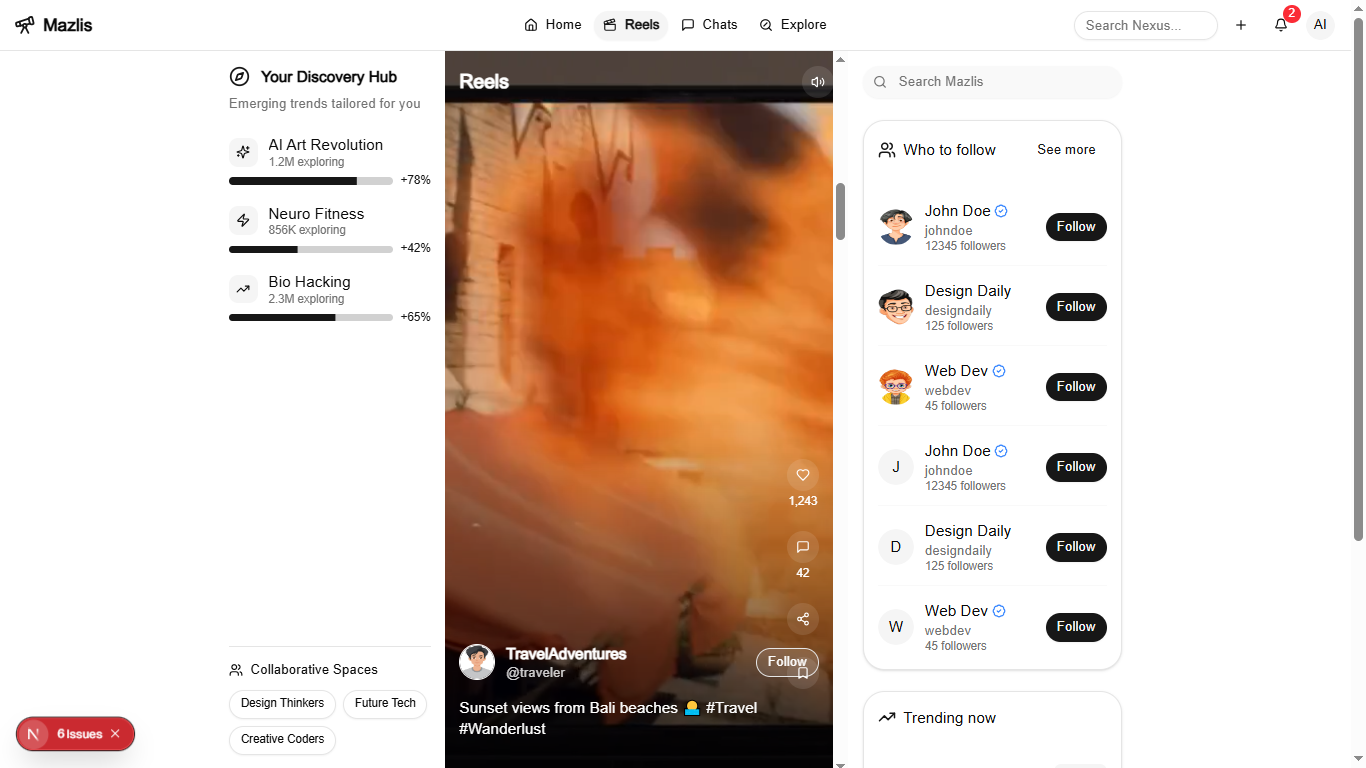 Mazlis
Home
Reels
Chats
Explore
Search Nexus...
2
AI
Your Discovery Hub
Emerging trends tailored for you
AI Art Revolution
1.2M exploring
+78%
Neuro Fitness
856K exploring
+42%
Bio Hacking
2.3M exploring
+65%
Collaborative Spaces
Design Thinkers
Future Tech
Creative Coders
N
6 Issues
Reels
1,243
42
TravelAdventures
@traveler
Follow
Sunset views from Bali beaches 🌅 #Travel
#Wanderlust
Search Mazlis
Who to follow
See more
John Doe
johndoe
12345 followers
Follow
Design Daily
designdaily
125 followers
Follow
Web Dev
webdev
45 followers
Follow
J
John Doe
johndoe
12345 followers
Follow
D
Design Daily
designdaily
125 followers
Follow
W
Web Dev
webdev
45 followers
Follow
Trending now